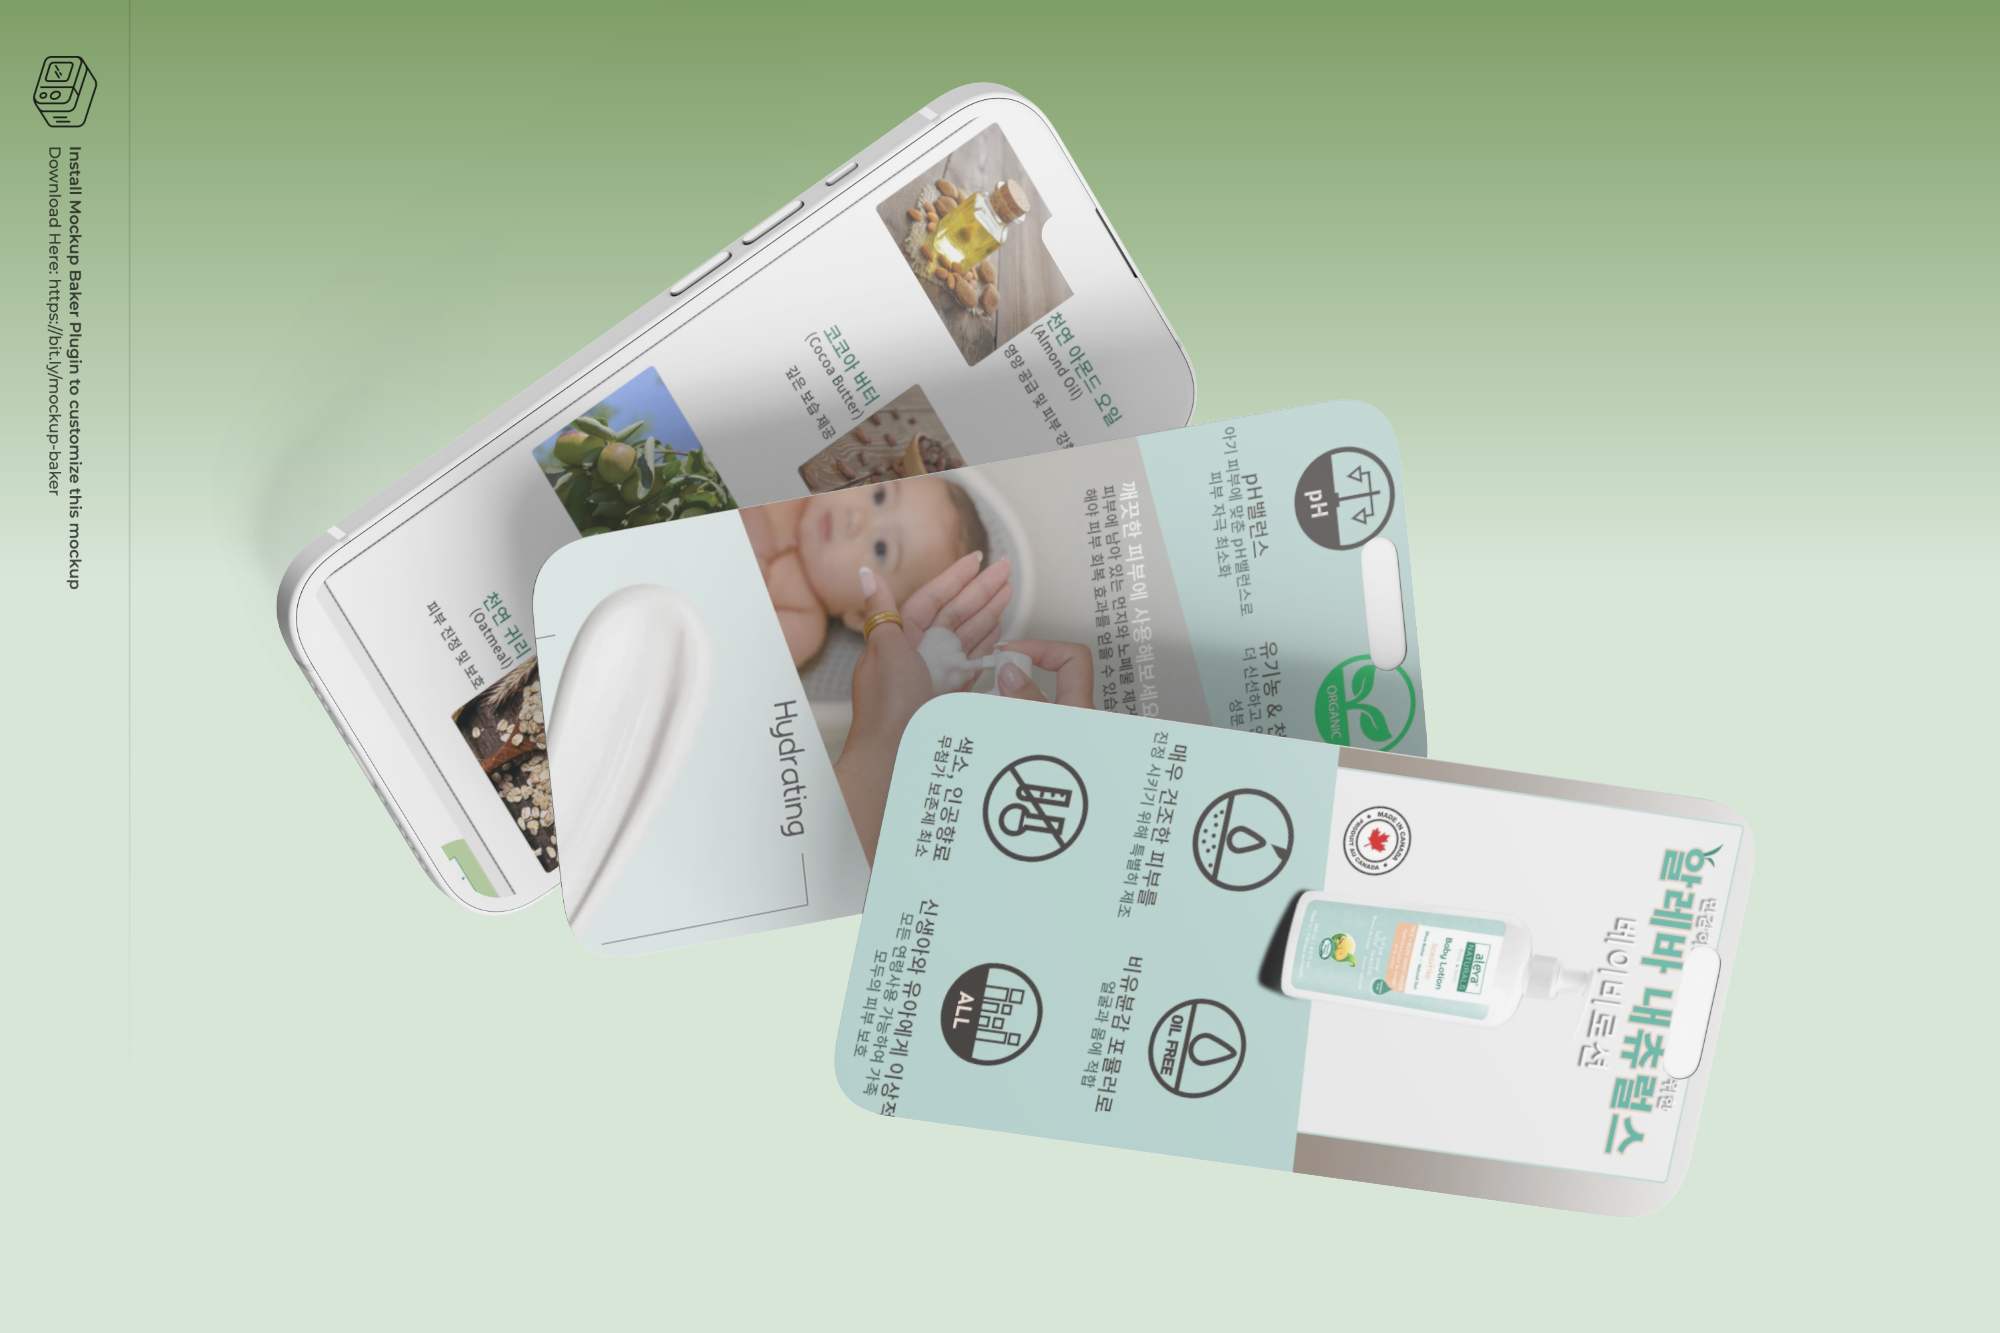 Install Mockup Baker Plugin to customize this mockup
Download Here: https://bit.ly/mockup-baker
천연 아몬드 오일
(Almond Oil)
영양 공급 및 피부
코코아 버터
(Cocoa Butter)
깊은 보습 제공
천연 귀리
(Oatmeal)
피부 진정 및 보호
pH
pH밸런스
아기 피부에 맞춘 pH밸런스로
피부 자극 최소화
ORGANIC
유기농 &
더 신선하고
성분
깨끗한 피부에 사용해보세요
피부에 남아 있는 먼지와 노폐물 제거
해야 피부 회복 효과를 얻을 수 있습
Hydrating
알레바 내츄럴스
베이비 로션
MADE IN CANADA
PRODUIT AU CANADA
aleva
NATURALS
Baby Lotion
매우 건조한 피부를
진정 시키기 위해 특별히 제조
OIL FREE
비유분감 포뮬러로
얼굴과 몸에 적합
색소, 인공향료
무첨가 보존제 최소
ALL
신생아와 유아에게 이상적
모든 연령사용 가능하여 가족
모두의 피부 보호